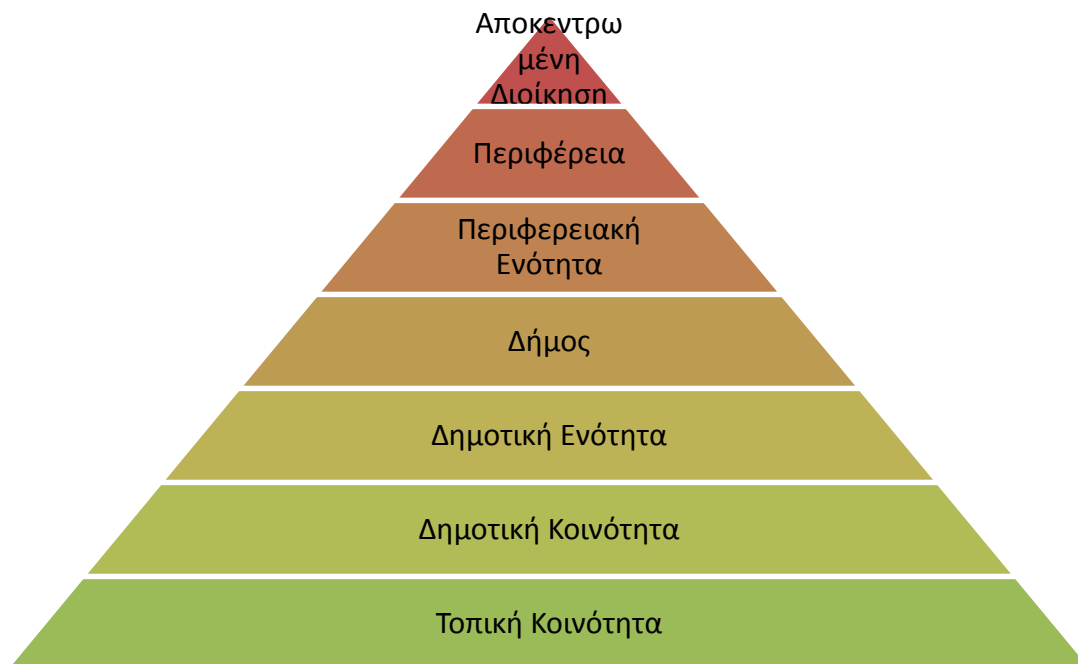 Αποκεντρω
μένη
Διοίκηση
Περιφέρεια
Περιφερειακή
Ενότητα
Δήμος
Δημοτική Ενότητα
Δημοτική Κοινότητα
Τοπική Κοινότητα